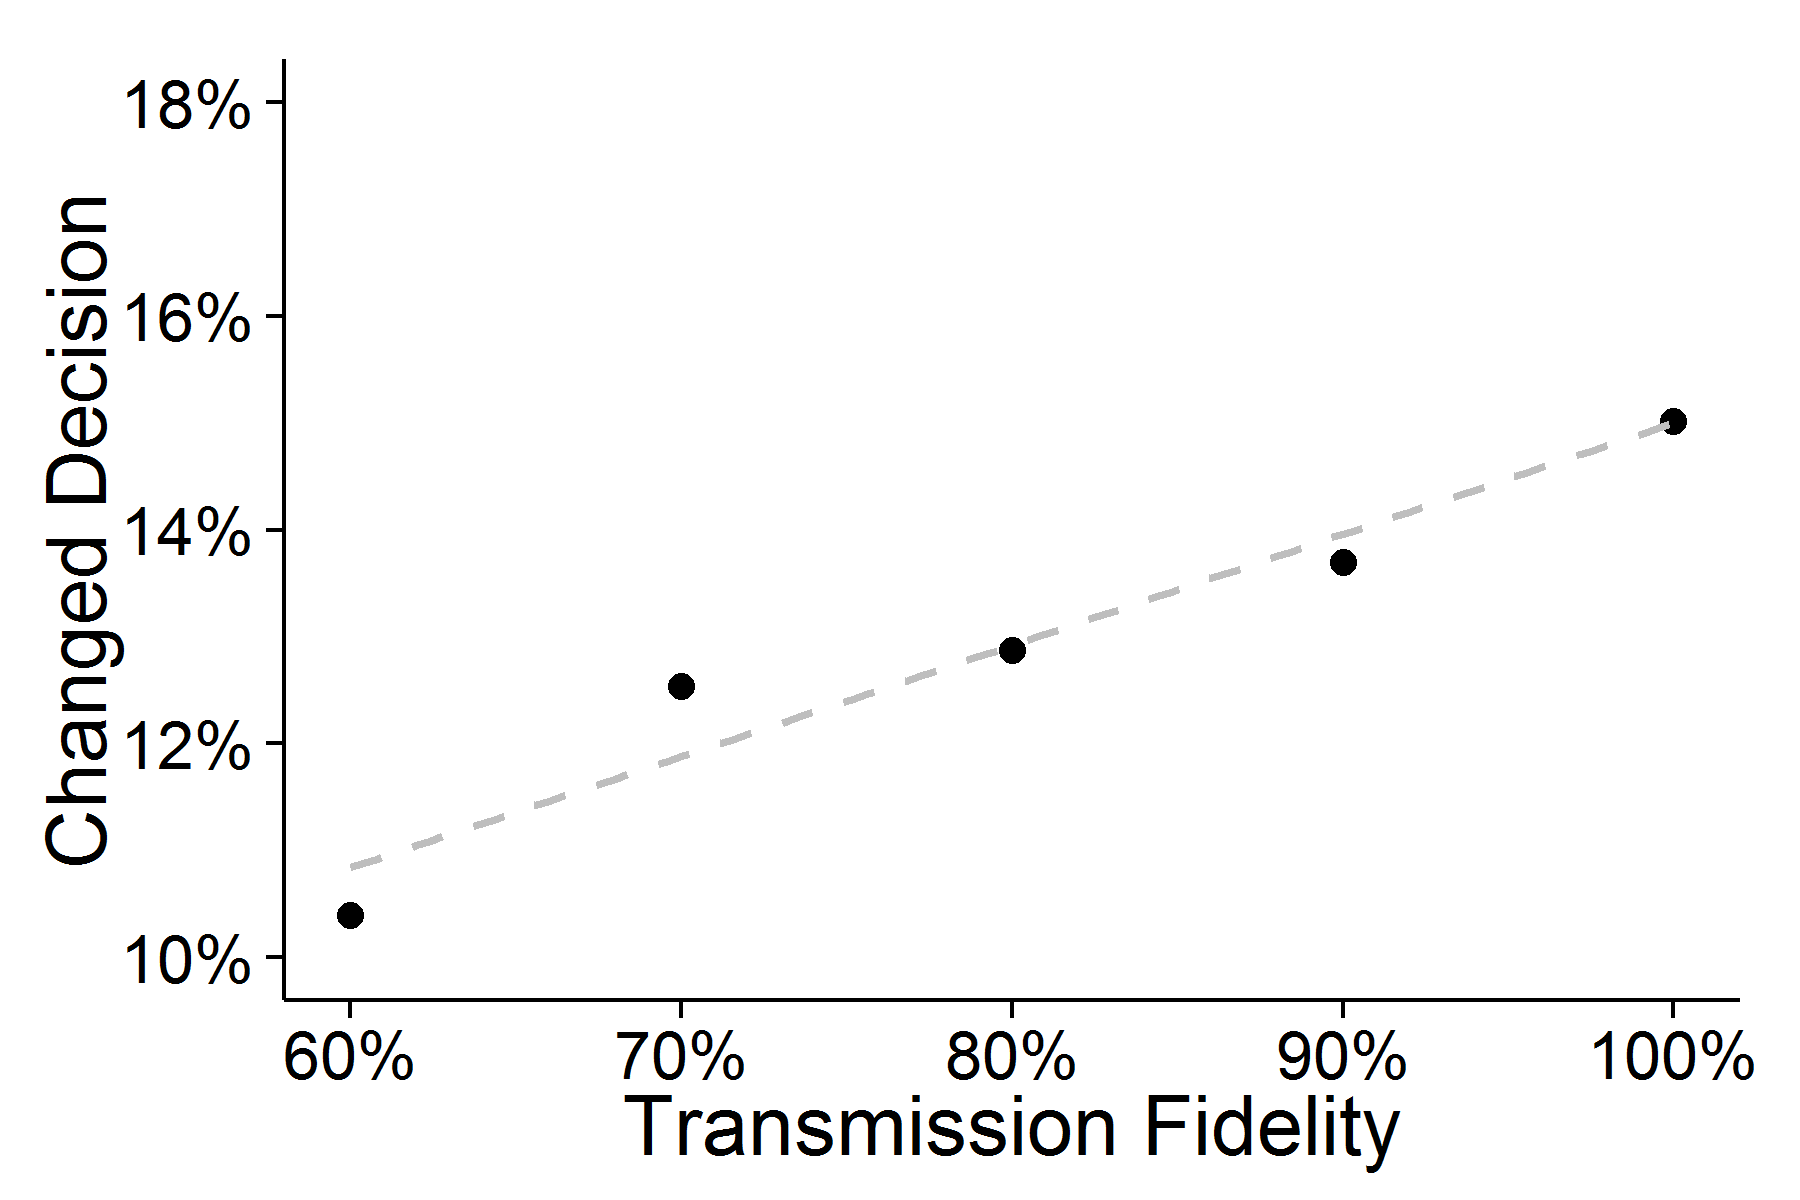 Changed Decision
18%
16%
14%
12%
10%
60% 70% 80% 90% 100%
Transmission Fidelity